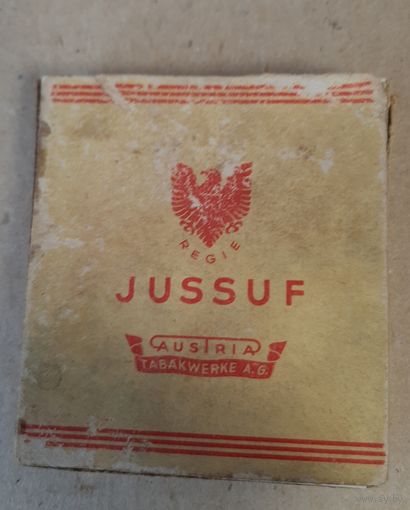 REGIE
JUSSUF
AUSTRIA
TABAKWERKE A.G.